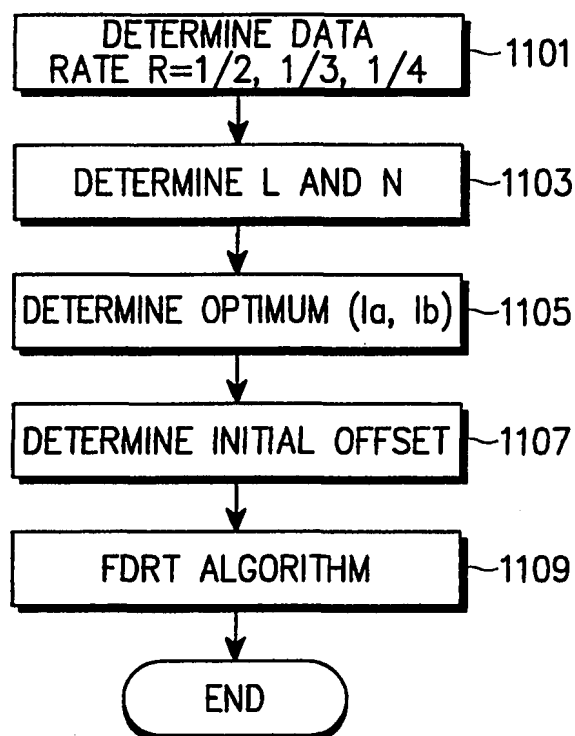 DETERMINE DATA
RATE R=1/2, 1/3, 1/4
1101
DETERMINE L AND N
1103
DETERMINE OPTIMUM (Ia, Ib)
1105
DETERMINE INITIAL OFFSET
1107
FDRT ALGORITHM
1109
END